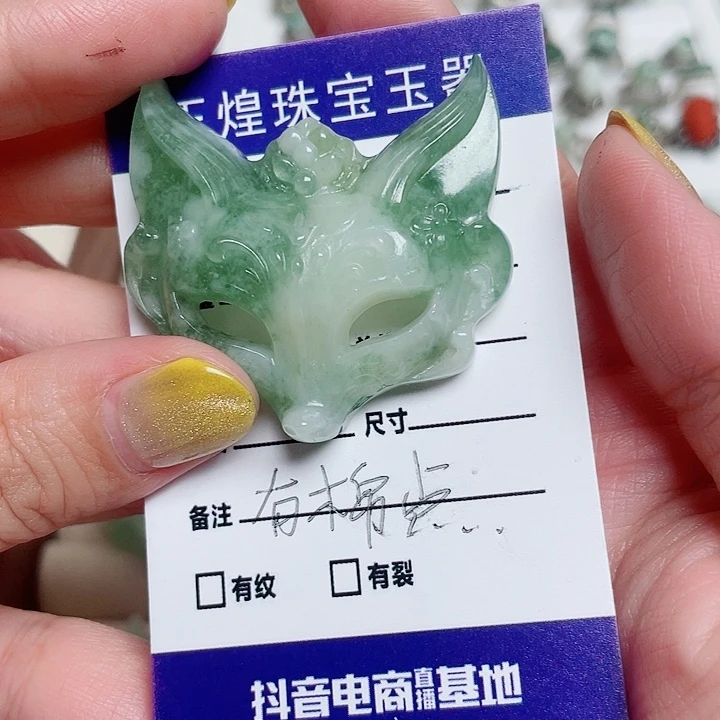 煌珠宝玉器
尺寸
备注 有棉点...
有纹 有裂
抖音电商直播基地